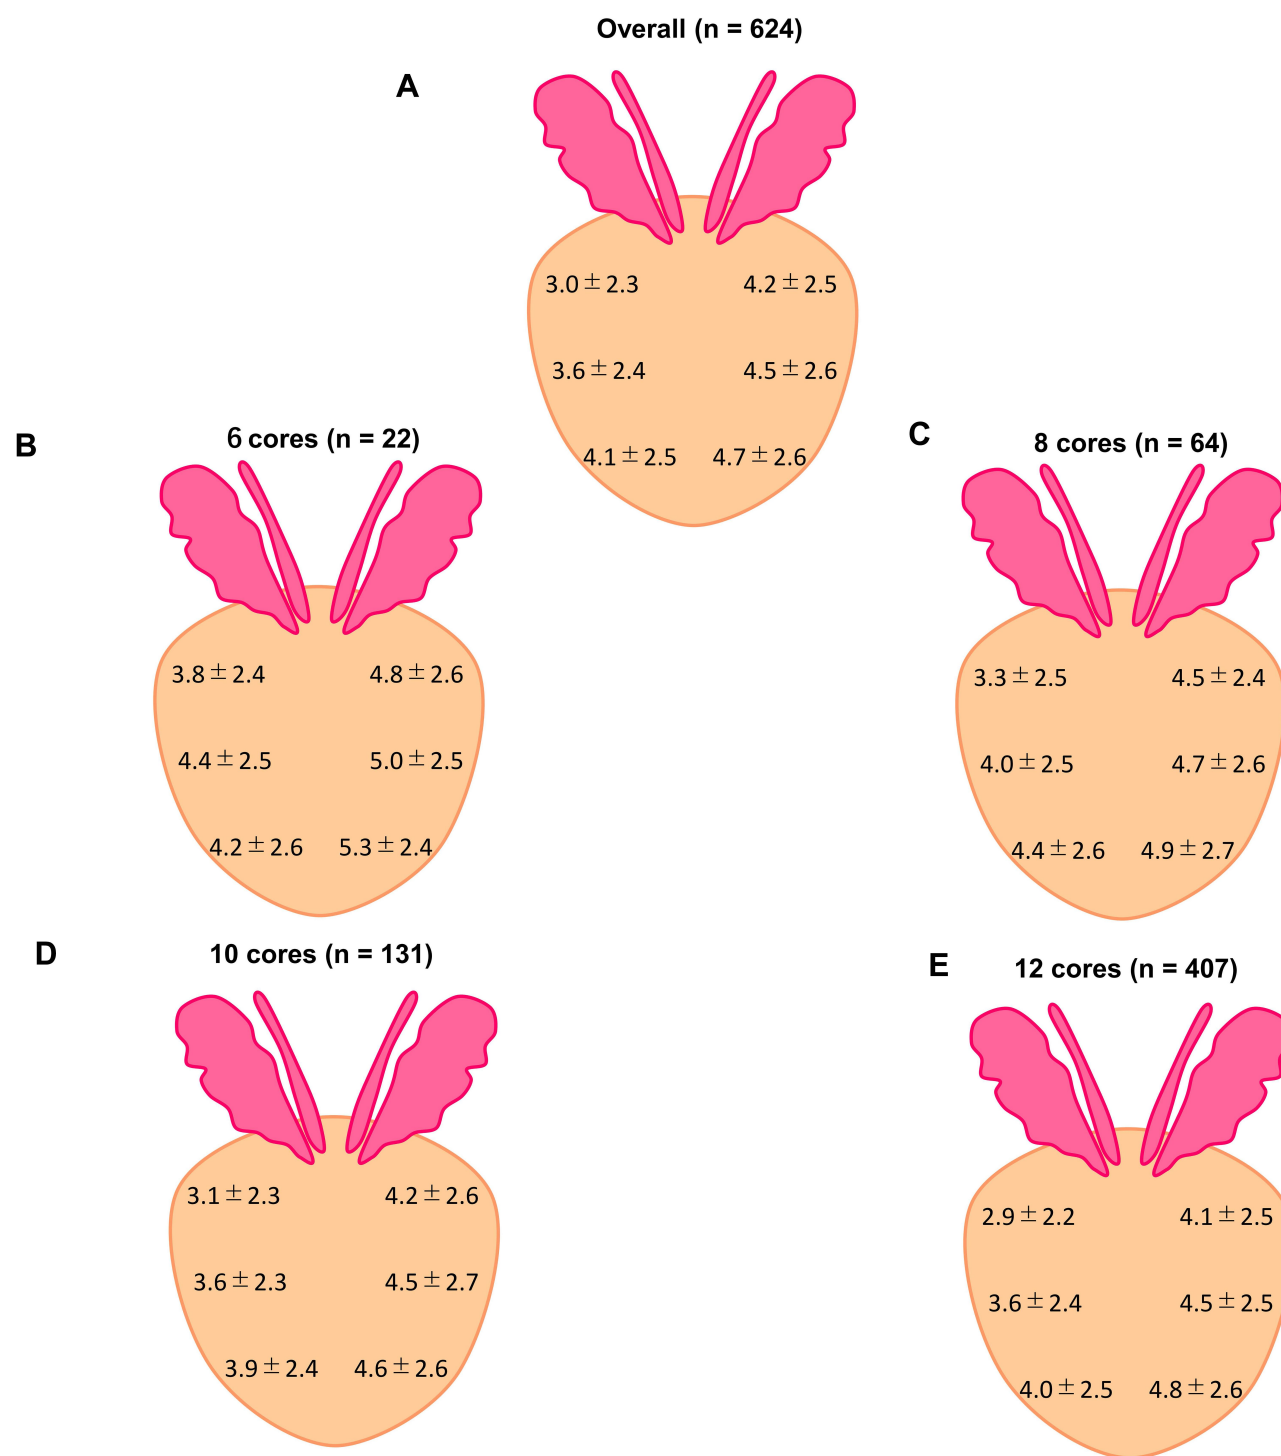 Overall (n = 624)
A
3.0 ± 2.3 4.2 ± 2.5
3.6 ± 2.4 4.5 ± 2.6
4.1 ± 2.5 4.7 ± 2.6
B
6 cores (n = 22)
3.8 ± 2.4 4.8 ± 2.6
4.4 ± 2.5 5.0 ± 2.5
4.2 ± 2.6 5.3 ± 2.4
C
8 cores (n = 64)
3.3 ± 2.5 4.5 ± 2.4
4.0 ± 2.5 4.7 ± 2.6
4.4 ± 2.6 4.9 ± 2.7
D
10 cores (n = 131)
3.1 ± 2.3 4.2 ± 2.6
3.6 ± 2.3 4.5 ± 2.7
3.9 ± 2.4 4.6 ± 2.6
E
12 cores (n = 407)
2.9 ± 2.2 4.1 ± 2.5
3.6 ± 2.4 4.5 ± 2.5
4.0 ± 2.5 4.8 ± 2.6